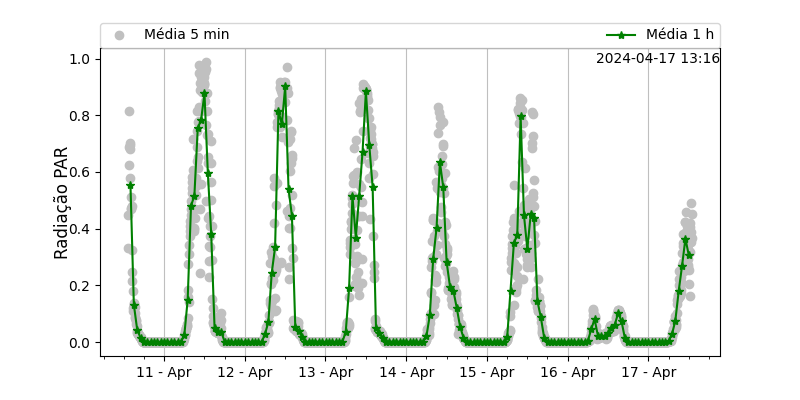 Média 5 min
Média 1 h
2024-04-17 13:16
Radiação PAR
1.0
0.8
0.6
0.4
0.2
0.0
11 - Apr
12 - Apr
13 - Apr
14 - Apr
15 - Apr
16 - Apr
17 - Apr